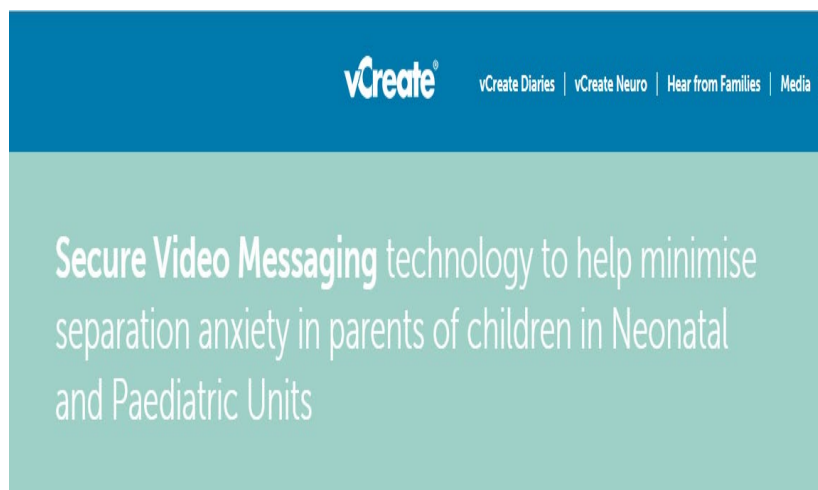 vCreate® vCreate Diaries | vCreate Neuro | Hear from Families | Media
Secure Video Messaging technology to help minimise
separation anxiety in parents of children in Neonatal
and Paediatric Units